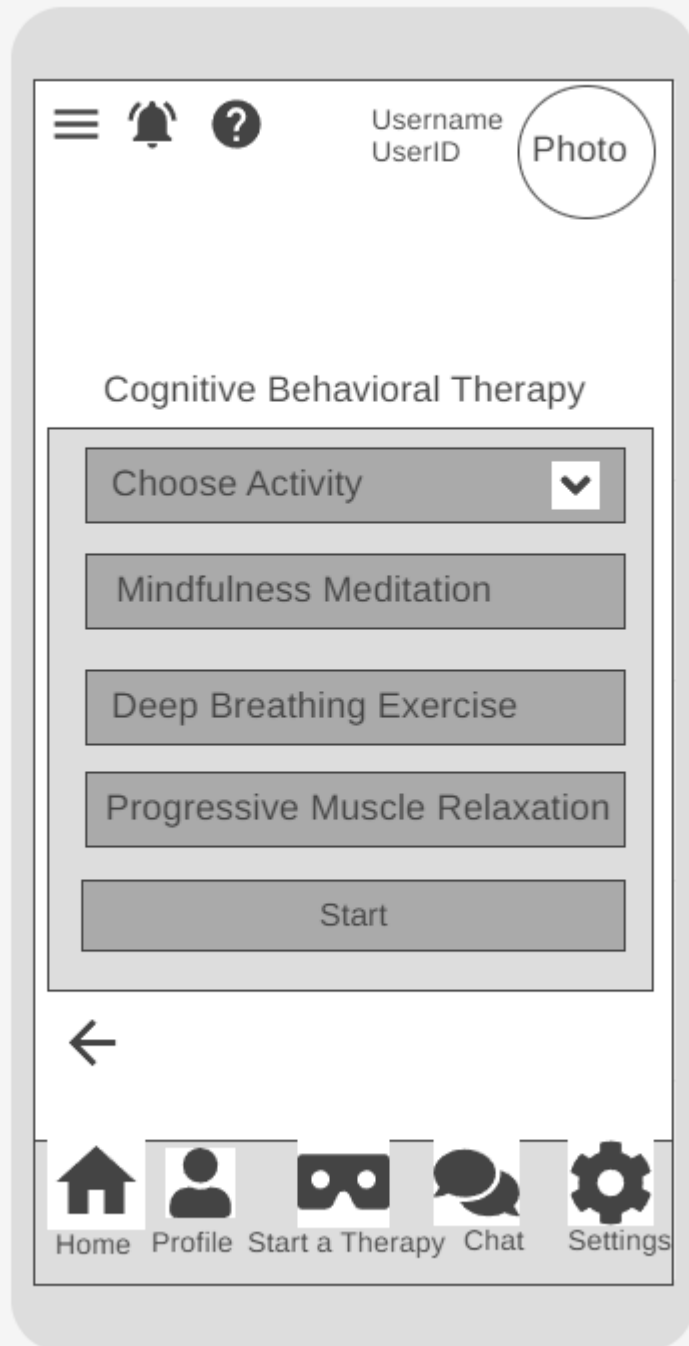 Username
UserID
Photo
Cognitive Behavioral Therapy
Choose Activity
Mindfulness Meditation
Deep Breathing Exercise
Progressive Muscle Relaxation
Start
Home Profile Start a Therapy Chat Settings